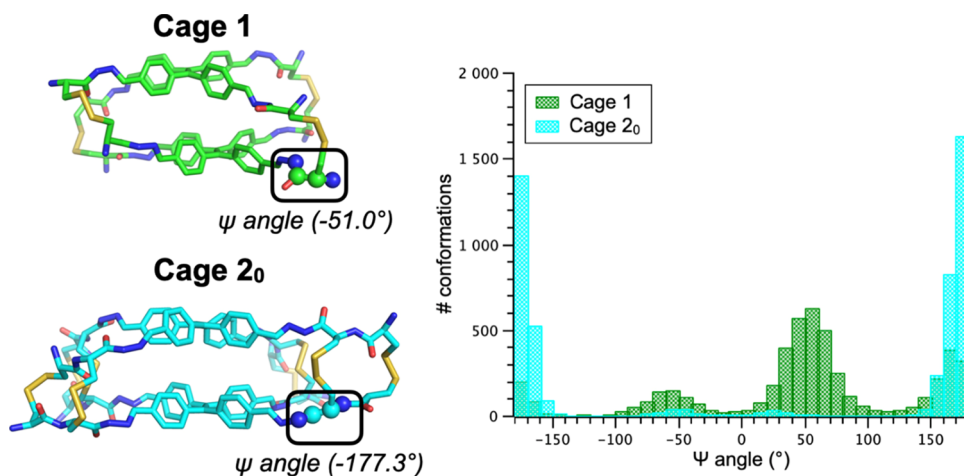 Cage 1
ψ angle (-51.0°)
Cage 2₀
ψ angle (-177.3°)
2 000
1 500
1 000
500
0
# conformations
Cage 1
Cage 2₀
-150
-100
-50
0
50
100
150
Ψ angle (°)